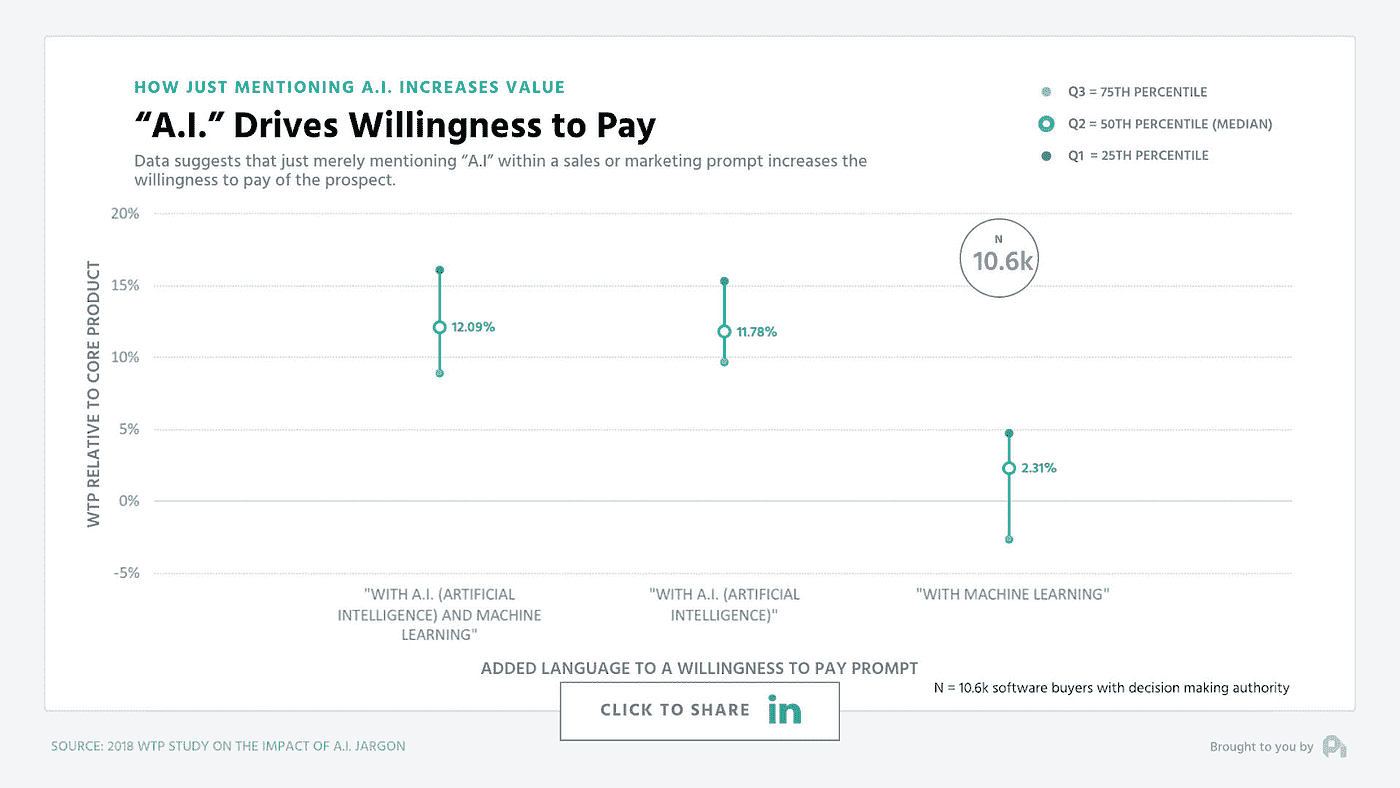 HOW JUST MENTIONING A.I. INCREASES VALUE
“A.I.” Drives Willingness to Pay
Data suggests that just merely mentioning “A.I” within a sales or marketing prompt increases the
willingness to pay of the prospect.
Q3 = 75TH PERCENTILE
Q2 = 50TH PERCENTILE (MEDIAN)
Q1 = 25TH PERCENTILE
WTP RELATIVE TO CORE PRODUCT
20%
15%
10%
5%
0%
-5%
N
10.6k
12.09%
11.78%
2.31%
"WITH A.I. (ARTIFICIAL
INTELLIGENCE) AND MACHINE
LEARNING"
"WITH A.I. (ARTIFICIAL
INTELLIGENCE)"
"WITH MACHINE LEARNING"
ADDED LANGUAGE TO A WILLINGNESS TO PAY PROMPT
N = 10.6k software buyers with decision making authority
CLICK TO SHARE in
SOURCE: 2018 WTP STUDY ON THE IMPACT OF A.I. JARGON
Brought to you by